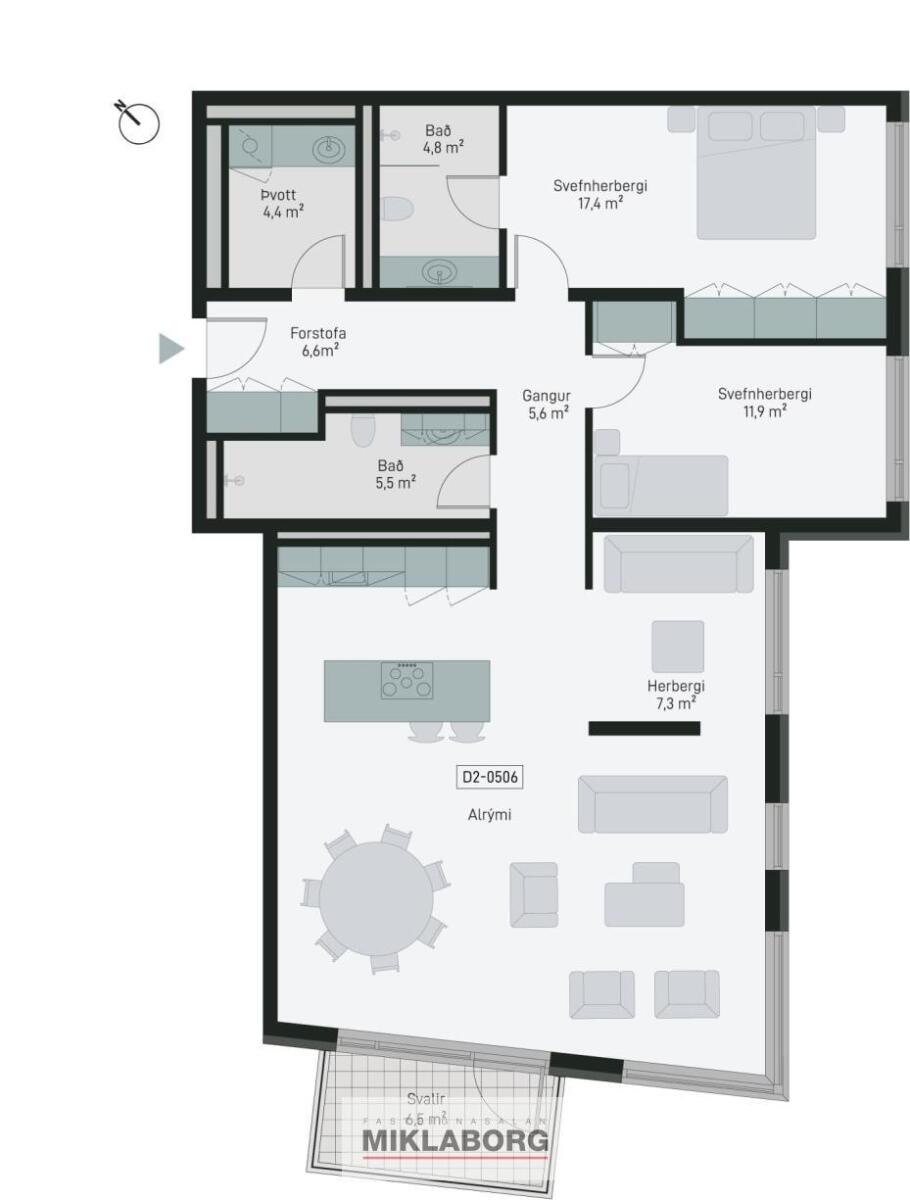 N
Bað
4,8 m²
Þvott
4,4 m²
Svefnherbergi
17,4 m²
Forstofa
6,6m²
Gangur
5,6 m²
Svefnherbergi
11,9 m²
Bað
5,5 m²
Herbergi
7,3 m²
D2-0506
Alrými
Svalir
6,5 m²
FASTEIGNASALAN
MIKLABORG